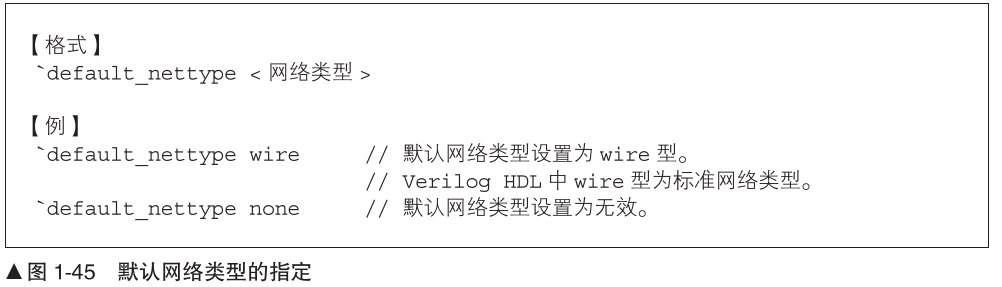 【格式】
`default_nettype <网络类型>
【例】
`default_nettype wire // 默认网络类型设置为 wire 型。
// Verilog HDL 中 wire 型为标准网络类型。
`default_nettype none // 默认网络类型设置为无效。
▲图 1-45 默认网络类型的指定